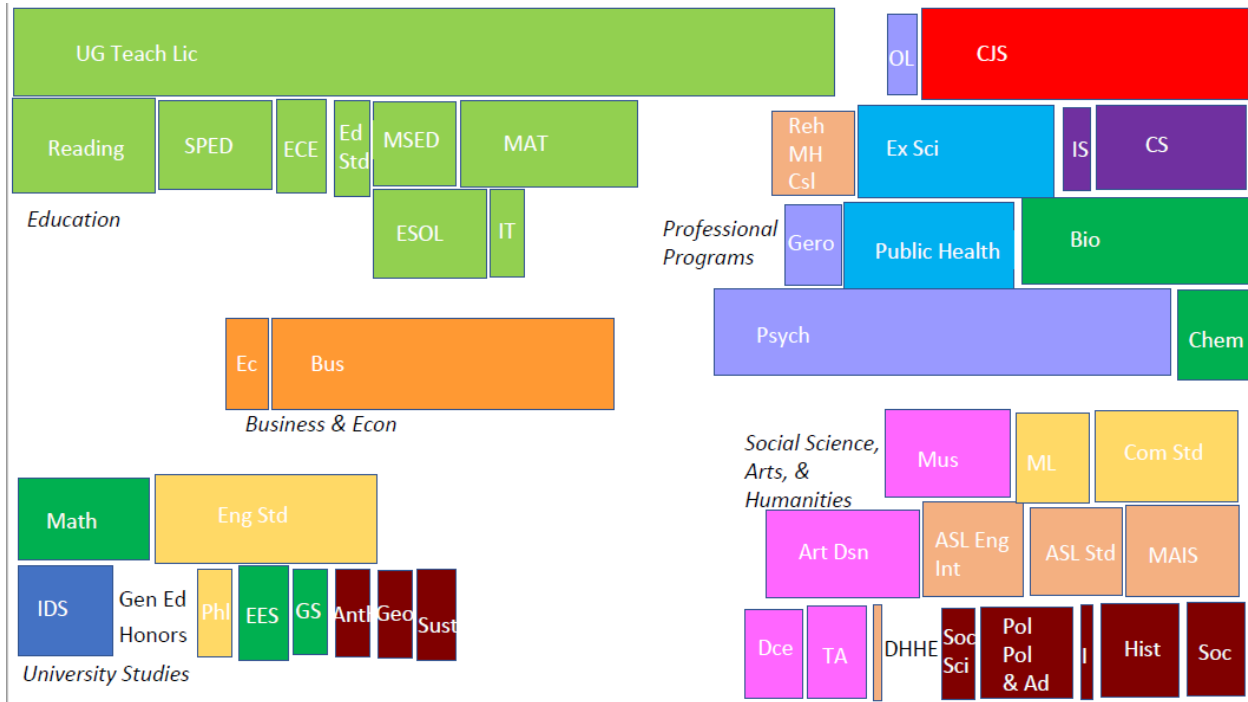 UG Teach Lic
OL
CJS
Reading
SPED
ECE
Ed
Std
MSED
MAT
Reh
MH
Csl
Ex Sci
IS
CS
Education
ESOL
IT
Professional
Programs
Gero
Public Health
Bio
Psych
Chem
Ec
Bus
Business & Econ
Social Science,
Arts, &
Humanities
Mus
ML
Com Std
Math
Eng Std
Art Dsn
ASL Eng
Int
ASL Std
MAIS
IDS
Gen Ed
Honors
Phl
EES
GS
Anth
Geo
Sust
University Studies
Dce
TA
DHHE
Soc
Sci
Pol
Pol
& Ad
I
Hist
Soc